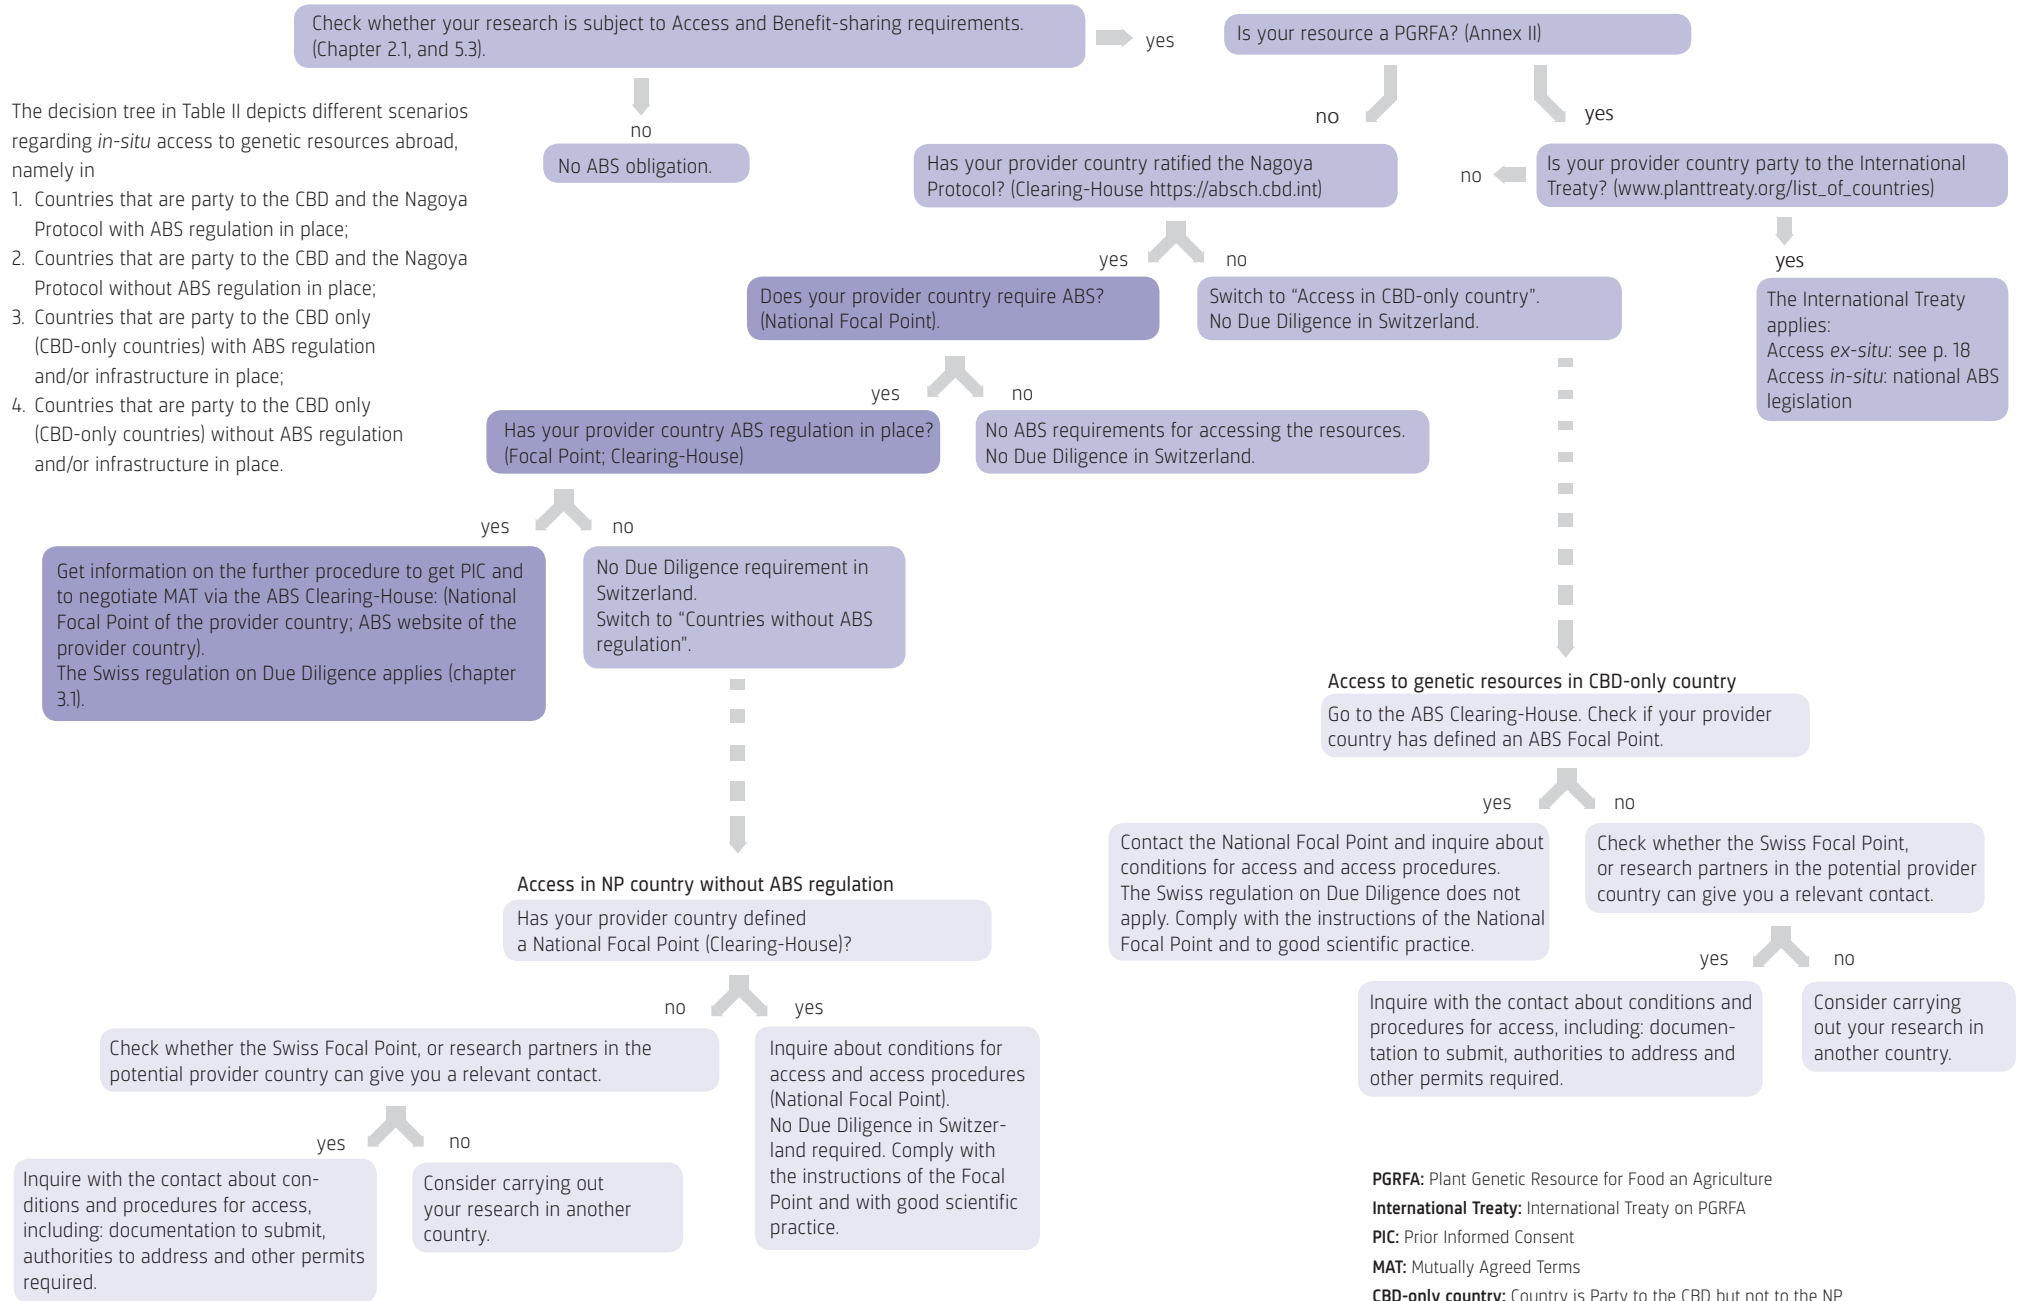 Check whether your research is subject to Access and Benefit-sharing requirements.
(Chapter 2.1, and 5.3).
yes
Is your resource a PGRFA? (Annex II)
The decision tree in Table II depicts different scenarios
regarding in-situ access to genetic resources abroad,
namely in
1. Countries that are party to the CBD and the Nagoya
Protocol with ABS regulation in place;
2. Countries that are party to the CBD and the Nagoya
Protocol without ABS regulation in place;
3. Countries that are party to the CBD only
(CBD-only countries) with ABS regulation
and/or infrastructure in place;
4. Countries that are party to the CBD only
(CBD-only countries) without ABS regulation
and/or infrastructure in place.
no
No ABS obligation.
no
yes
Has your provider country ratified the Nagoya
Protocol? (Clearing-House https://absch.cbd.int)
no
Is your provider country party to the International
Treaty? (www.planttreaty.org/list_of_countries)
yes
no
yes
Does your provider country require ABS?
(National Focal Point).
Switch to “Access in CBD-only country”.
No Due Diligence in Switzerland.
The International Treaty
applies:
Access ex-situ: see p. 18
Access in-situ: national ABS
legislation
yes
no
Has your provider country ABS regulation in place?
(Focal Point; Clearing-House)
No ABS requirements for accessing the resources.
No Due Diligence in Switzerland.
yes
no
Get information on the further procedure to get PIC and
to negotiate MAT via the ABS Clearing-House: (National
Focal Point of the provider country; ABS website of the
provider country).
The Swiss regulation on Due Diligence applies (chapter
3.1).
No Due Diligence requirement in
Switzerland.
Switch to “Countries without ABS
regulation”.
Access to genetic resources in CBD-only country
Go to the ABS Clearing-House. Check if your provider
country has defined an ABS Focal Point.
yes
no
Contact the National Focal Point and inquire about
conditions for access and access procedures.
The Swiss regulation on Due Diligence does not
apply. Comply with the instructions of the National
Focal Point and to good scientific practice.
Check whether the Swiss Focal Point,
or research partners in the potential provider
country can give you a relevant contact.
yes
no
Inquire with the contact about conditions and
procedures for access, including: documen-
tation to submit, authorities to address and
other permits required.
Consider carrying
out your research in
another country.
Access in NP country without ABS regulation
Has your provider country defined
a National Focal Point (Clearing-House)?
no
yes
Check whether the Swiss Focal Point, or research partners in the
potential provider country can give you a relevant contact.
Inquire about conditions for
access and access procedures
(National Focal Point).
No Due Diligence in Switzer-
land required. Comply with
the instructions of the Focal
Point and with good scientific
practice.
yes
no
Inquire with the contact about con-
ditions and procedures for access,
including: documentation to submit,
authorities to address and other permits
required.
Consider carrying out
your research in another
country.
PGRFA: Plant Genetic Resource for Food an Agriculture
International Treaty: International Treaty on PGRFA
PIC: Prior Informed Consent
MAT: Mutually Agreed Terms
CBD-only country: Country is Party to the CBD but not to the NP